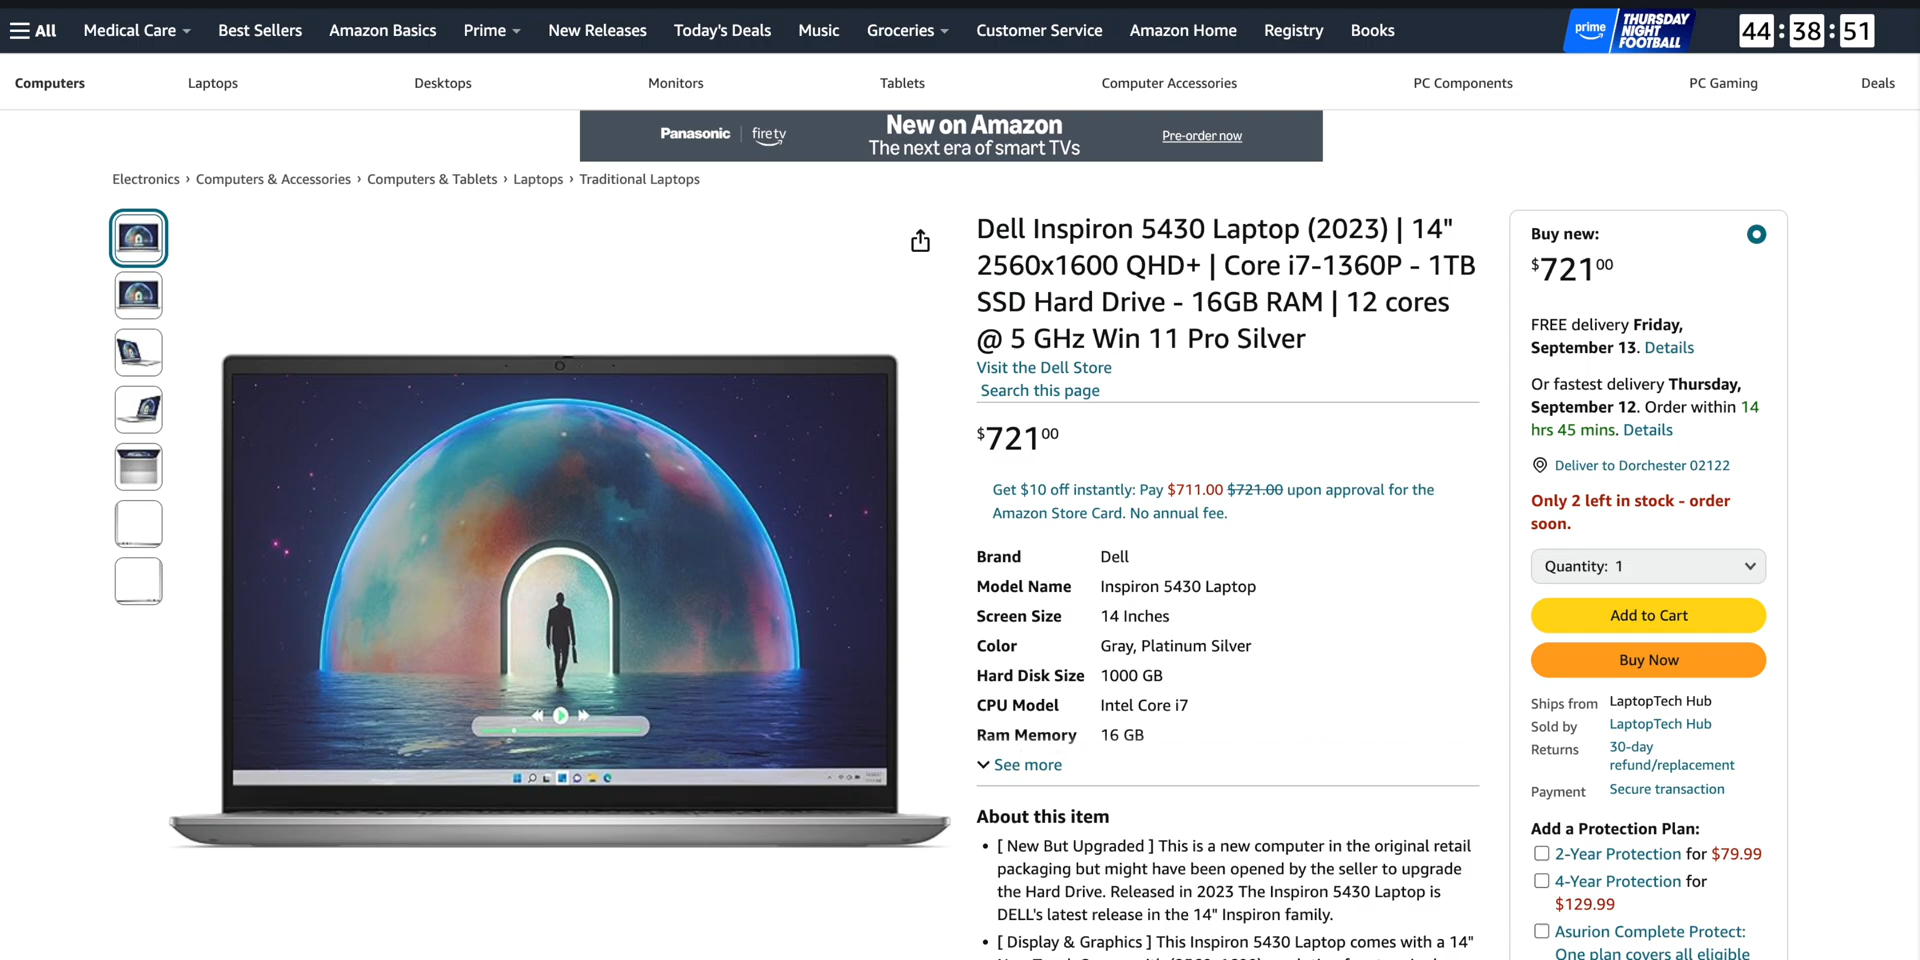 All Medical Care Best Sellers Amazon Basics Prime New Releases Today's Deals Music Groceries Customer Service Amazon Home Registry Books prime THURSDAY NIGHT FOOTBALL 44 : 38 : 51
Computers Laptops Desktops Monitors Tablets Computer Accessories PC Components PC Gaming Deals
Panasonic | firetv New on Amazon Pre-order now
The next era of smart TVs
Electronics › Computers & Accessories › Computers & Tablets › Laptops › Traditional Laptops
Dell Inspiron 5430 Laptop (2023) | 14"
2560x1600 QHD+ | Core i7-1360P - 1TB
SSD Hard Drive - 16GB RAM | 12 cores
@ 5 GHz Win 11 Pro Silver
Visit the Dell Store
Search this page
$72100
Get $10 off instantly: Pay $711.00 $721.00 upon approval for the
Amazon Store Card. No annual fee.
Brand Dell
Model Name Inspiron 5430 Laptop
Screen Size 14 Inches
Color Gray, Platinum Silver
Hard Disk Size 1000 GB
CPU Model Intel Core i7
Ram Memory 16 GB
See more
About this item
• [ New But Upgraded ] This is a new computer in the original retail
packaging but might have been opened by the seller to upgrade
the Hard Drive. Released in 2023 The Inspiron 5430 Laptop is
DELL's latest release in the 14" Inspiron family.
• [ Display & Graphics ] This Inspiron 5430 Laptop comes with a 14"
Buy new:
$72100
FREE delivery Friday,
September 13. Details
Or fastest delivery Thursday,
September 12. Order within 14
hrs 45 mins. Details
Deliver to Dorchester 02122
Only 2 left in stock - order
soon.
Quantity: 1
Add to Cart
Buy Now
Ships from LaptopTech Hub
Sold by LaptopTech Hub
Returns 30-day
refund/replacement
Payment Secure transaction
Add a Protection Plan:
2-Year Protection for $79.99
4-Year Protection for
$129.99
Asurion Complete Protect:
One plan covers all eligible